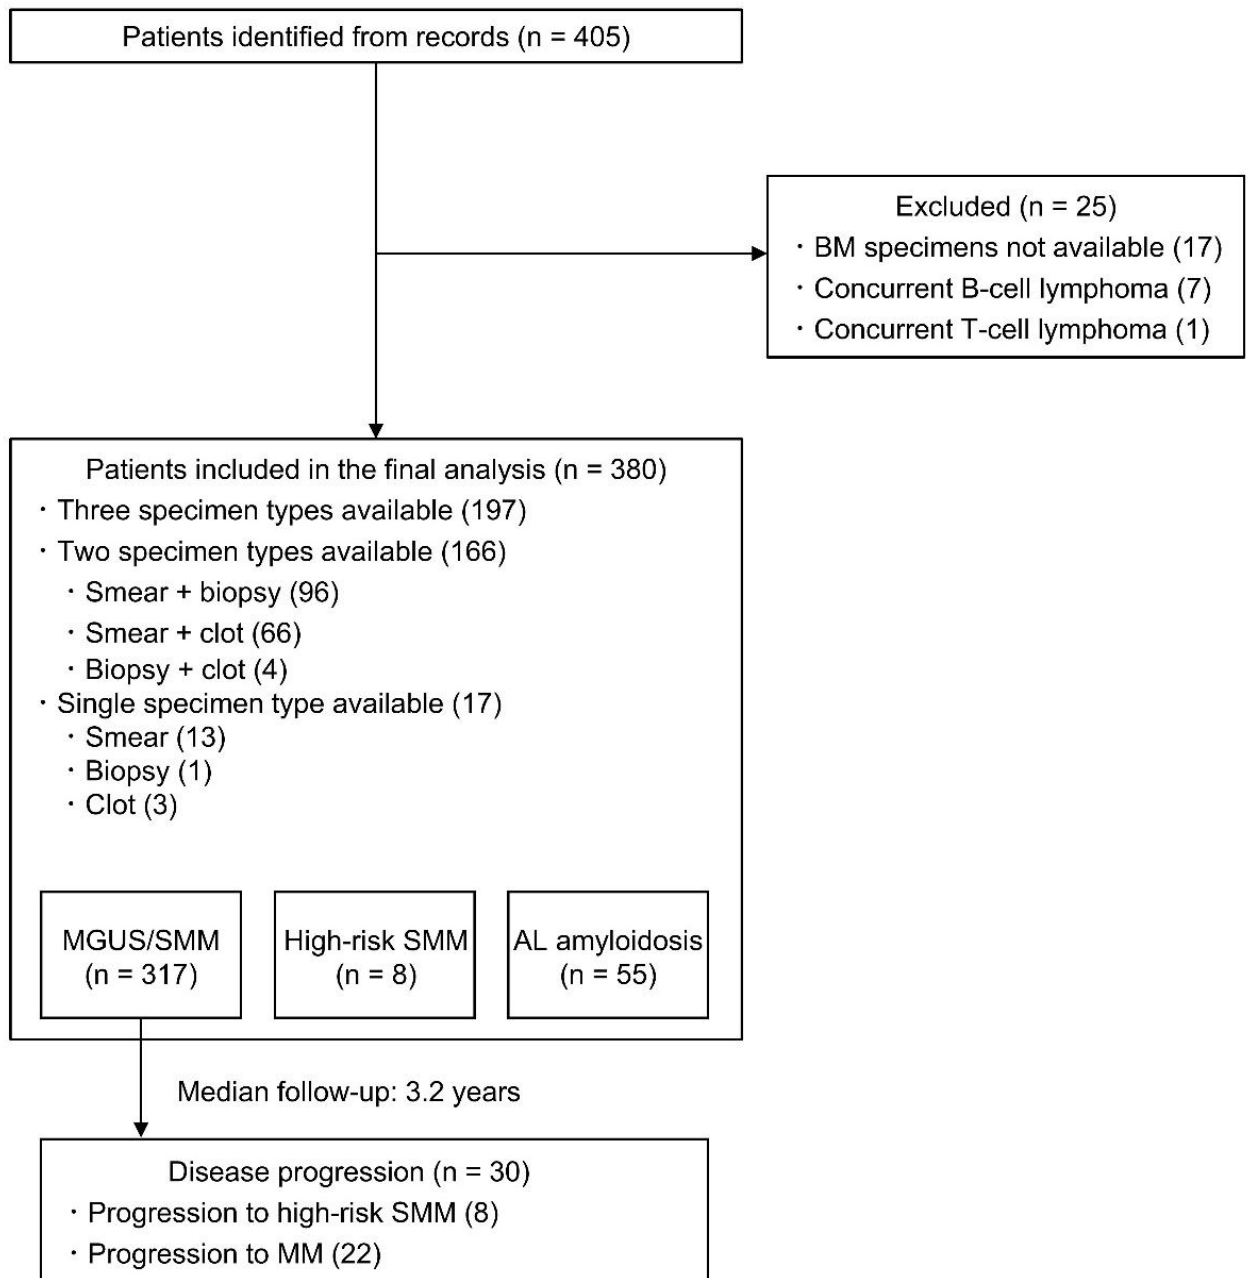 Patients identified from records (n = 405)
Excluded (n = 25)
· BM specimens not available (17)
· Concurrent B-cell lymphoma (7)
· Concurrent T-cell lymphoma (1)
Patients included in the final analysis (n = 380)
· Three specimen types available (197)
· Two specimen types available (166)
· Smear + biopsy (96)
· Smear + clot (66)
· Biopsy + clot (4)
· Single specimen type available (17)
· Smear (13)
· Biopsy (1)
· Clot (3)
MGUS/SMM
(n = 317)
High-risk SMM
(n = 8)
AL amyloidosis
(n = 55)
Median follow-up: 3.2 years
Disease progression (n = 30)
· Progression to high-risk SMM (8)
· Progression to MM (22)